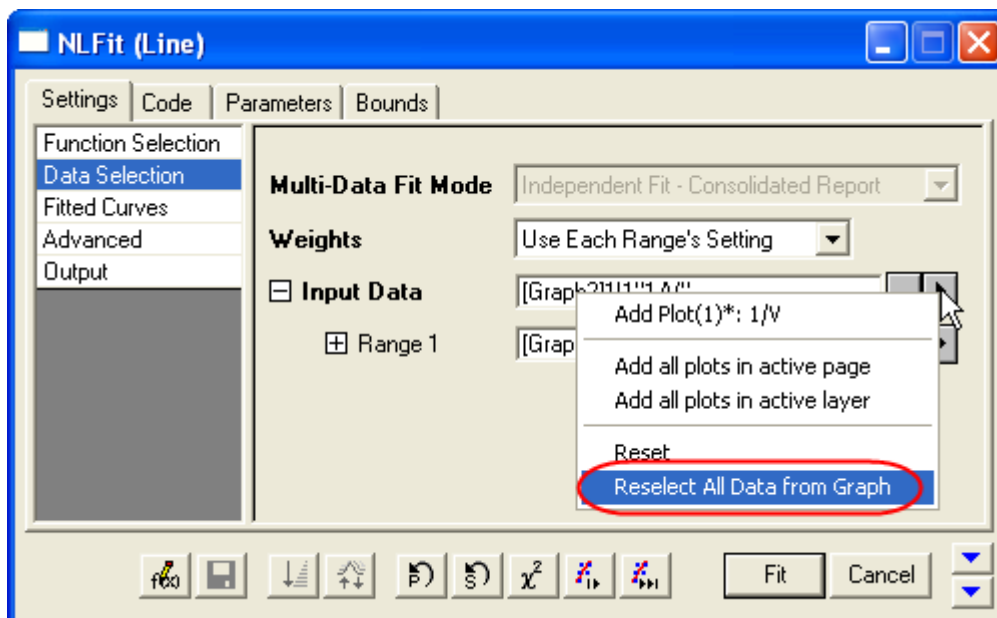 NLFit (Line)
Settings Code Parameters Bounds
Function Selection
Data Selection
Fitted Curves
Advanced
Output
Multi-Data Fit Mode Independent Fit - Consolidated Report
Weights Use Each Range's Setting
Input Data
Range 1 [Grap
Add Plot(1)*: 1/V
Add all plots in active page
Add all plots in active layer
Reset
Reselect All Data from Graph
f(x) P S χ² Fit Cancel